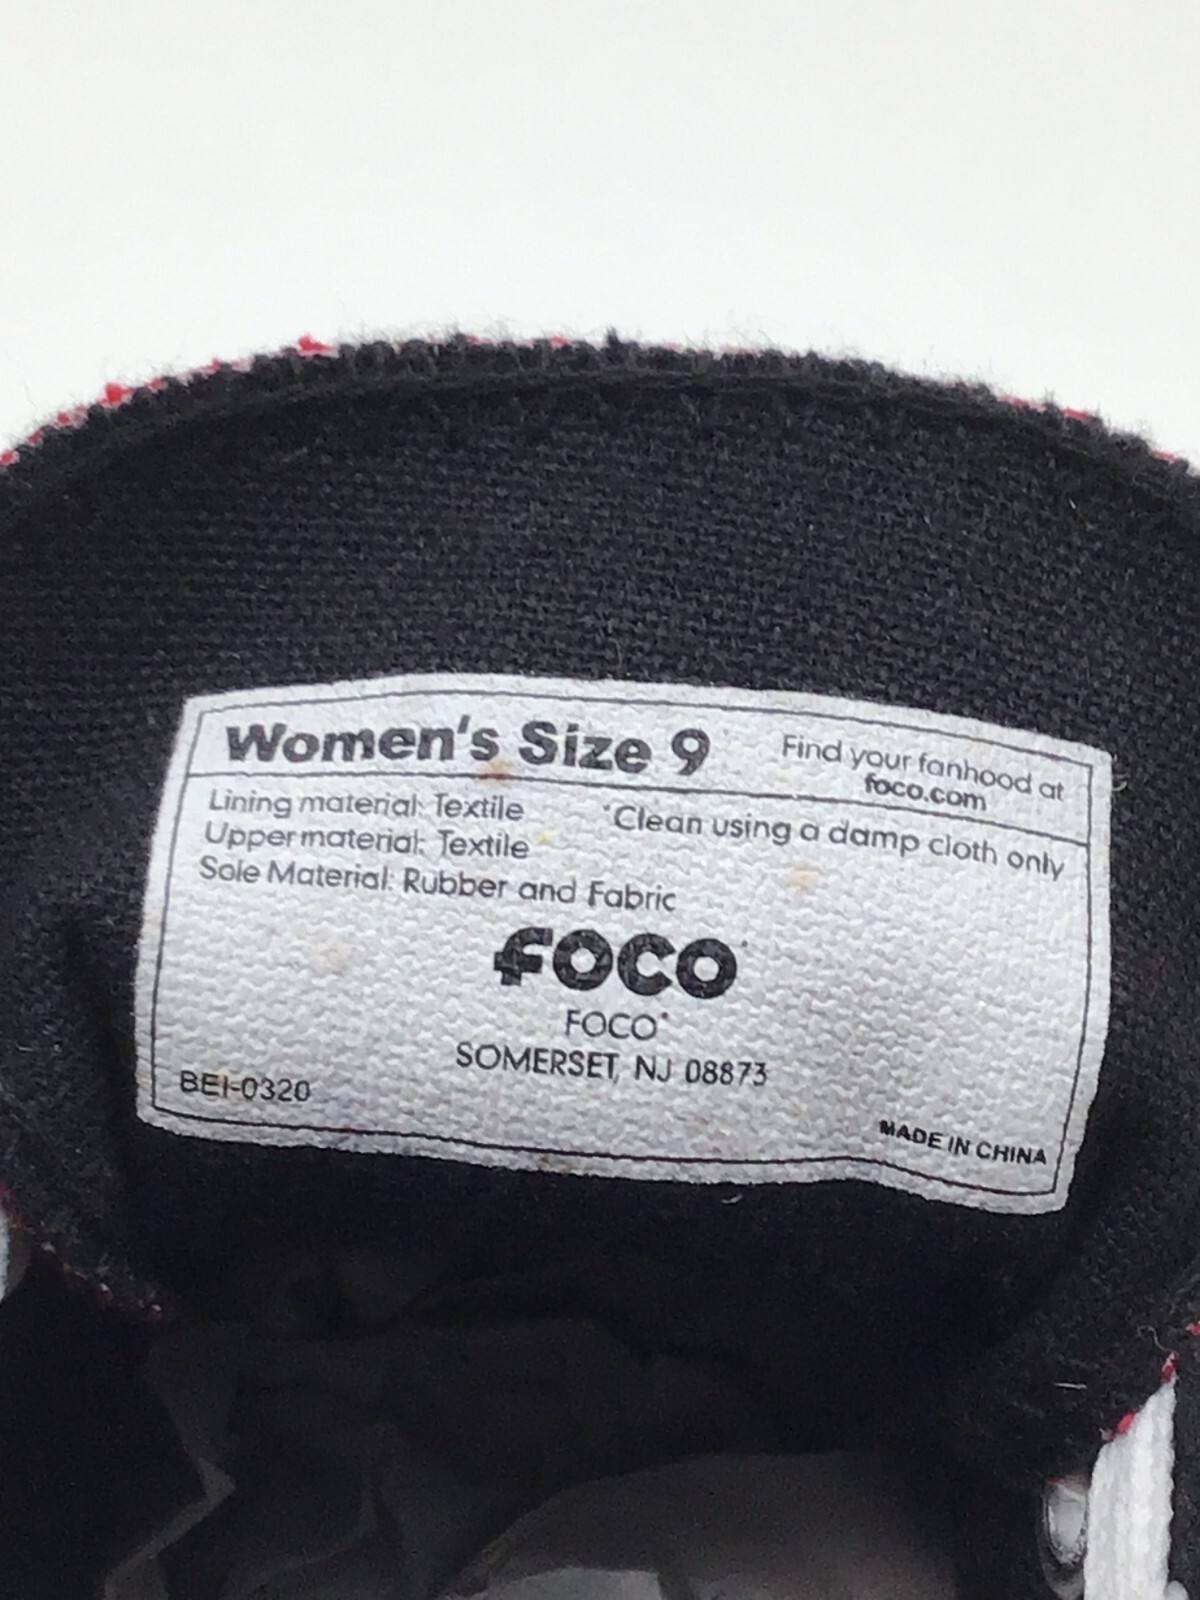 Women's Size 9
Find your fanhood at
foco.com
Lining material: Textile
*Clean using a damp cloth only
Upper material: Textile
Sole Material: Rubber and Fabric
FOCO
FOCO
SOMERSET, NJ 08873
BEI-0320
MADE IN CHINA